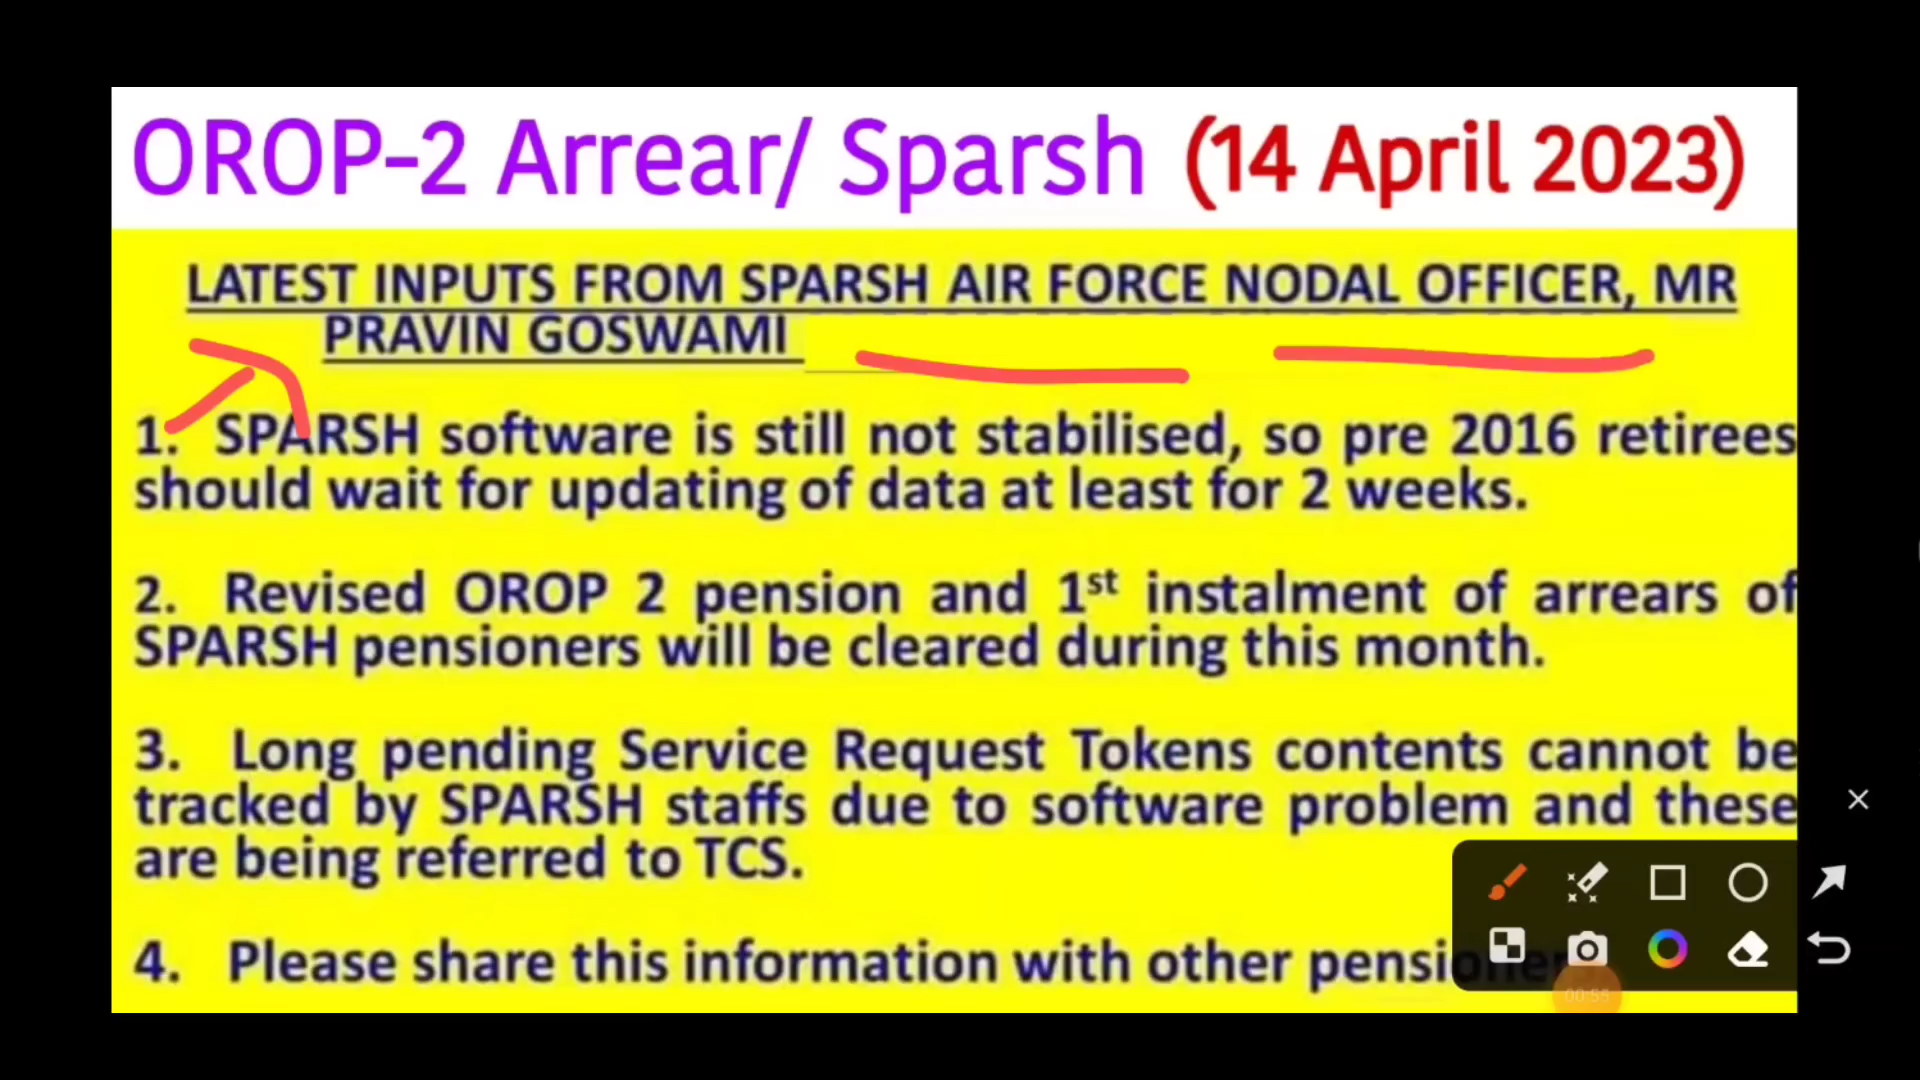 OROP-2 Arrear/ Sparsh (14 April 2023)
LATEST INPUTS FROM SPARSH AIR FORCE NODAL OFFICER, MR
PRAVIN GOSWAMI
1. SPARSH software is still not stabilised, so pre 2016 retirees
should wait for updating of data at least for 2 weeks.
2. Revised OROP 2 pension and 1st instalment of arrears of
SPARSH pensioners will be cleared during this month.
3. Long pending Service Request Tokens contents cannot be
tracked by SPARSH staffs due to software problem and these
are being referred to TCS.
4. Please share this information with other pensioner
00:58